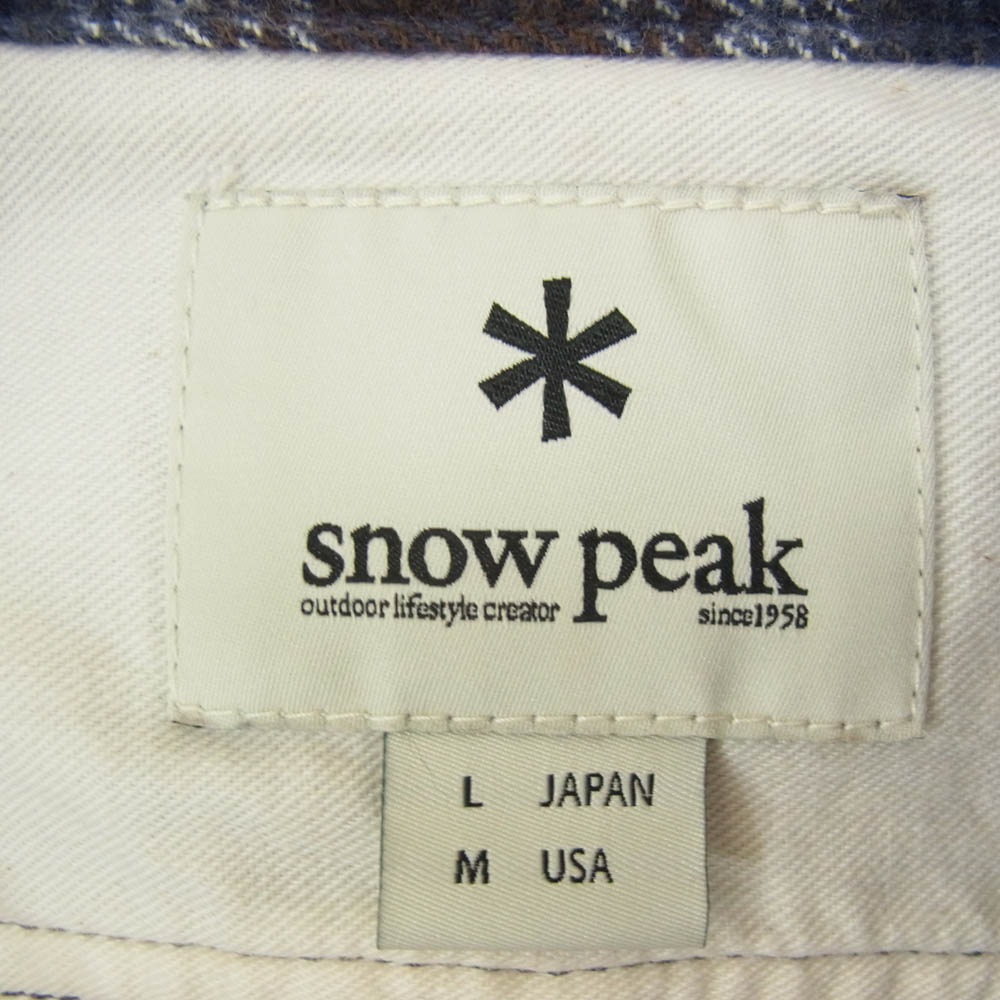 snow peak
outdoor lifestyle creator since1958
L JAPAN
M USA